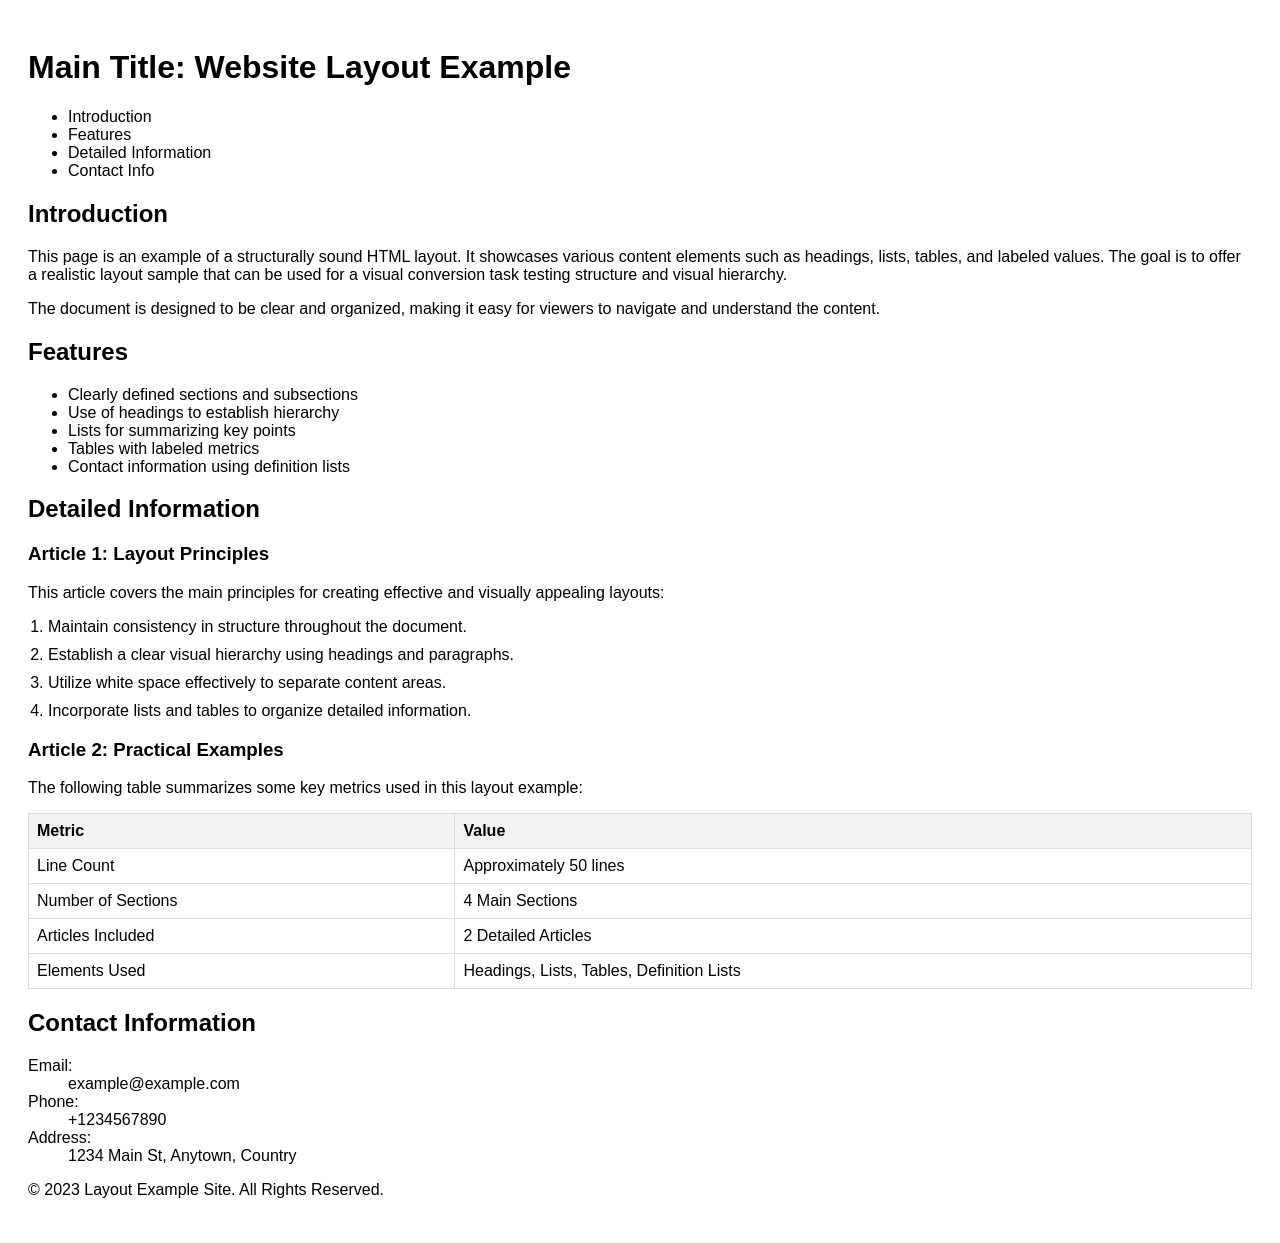 Main Title: Website Layout Example
• Introduction
• Features
• Detailed Information
• Contact Info
Introduction
This page is an example of a structurally sound HTML layout. It showcases various content elements such as headings, lists, tables, and labeled values. The goal is to offer
a realistic layout sample that can be used for a visual conversion task testing structure and visual hierarchy.
The document is designed to be clear and organized, making it easy for viewers to navigate and understand the content.
Features
• Clearly defined sections and subsections
• Use of headings to establish hierarchy
• Lists for summarizing key points
• Tables with labeled metrics
• Contact information using definition lists
Detailed Information
Article 1: Layout Principles
This article covers the main principles for creating effective and visually appealing layouts:
1. Maintain consistency in structure throughout the document.
2. Establish a clear visual hierarchy using headings and paragraphs.
3. Utilize white space effectively to separate content areas.
4. Incorporate lists and tables to organize detailed information.
Article 2: Practical Examples
The following table summarizes some key metrics used in this layout example:
Metric Value
Line Count Approximately 50 lines
Number of Sections 4 Main Sections
Articles Included 2 Detailed Articles
Elements Used Headings, Lists, Tables, Definition Lists
Contact Information
Email:
example@example.com
Phone:
+1234567890
Address:
1234 Main St, Anytown, Country
© 2023 Layout Example Site. All Rights Reserved.